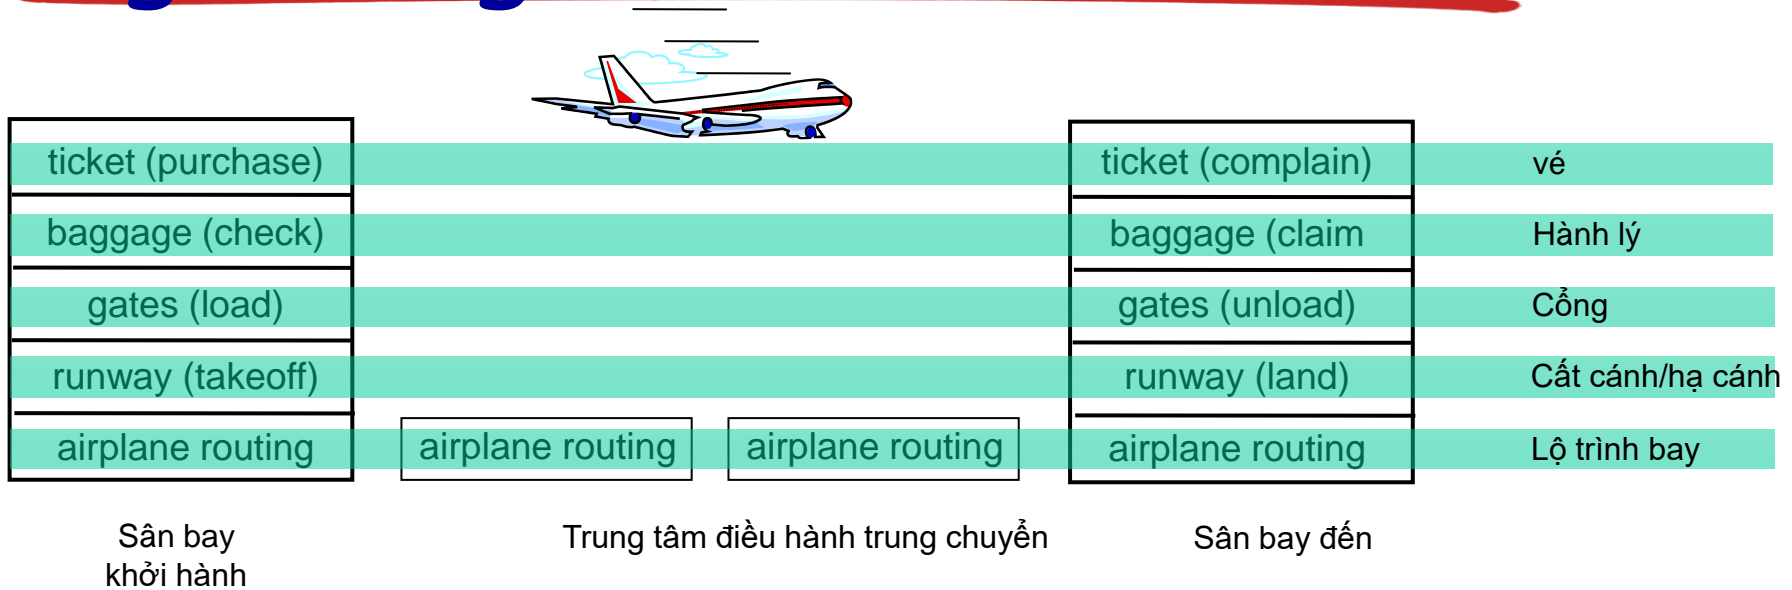 ticket (purchase)
ticket (complain)
vé
baggage (check)
baggage (claim
Hành lý
gates (load)
gates (unload)
Cổng
runway (takeoff)
runway (land)
Cất cánh/hạ cánh
airplane routing
airplane routing
airplane routing
airplane routing
Lộ trình bay
Sân bay
khởi hành
Trung tâm điều hành trung chuyển
Sân bay đến